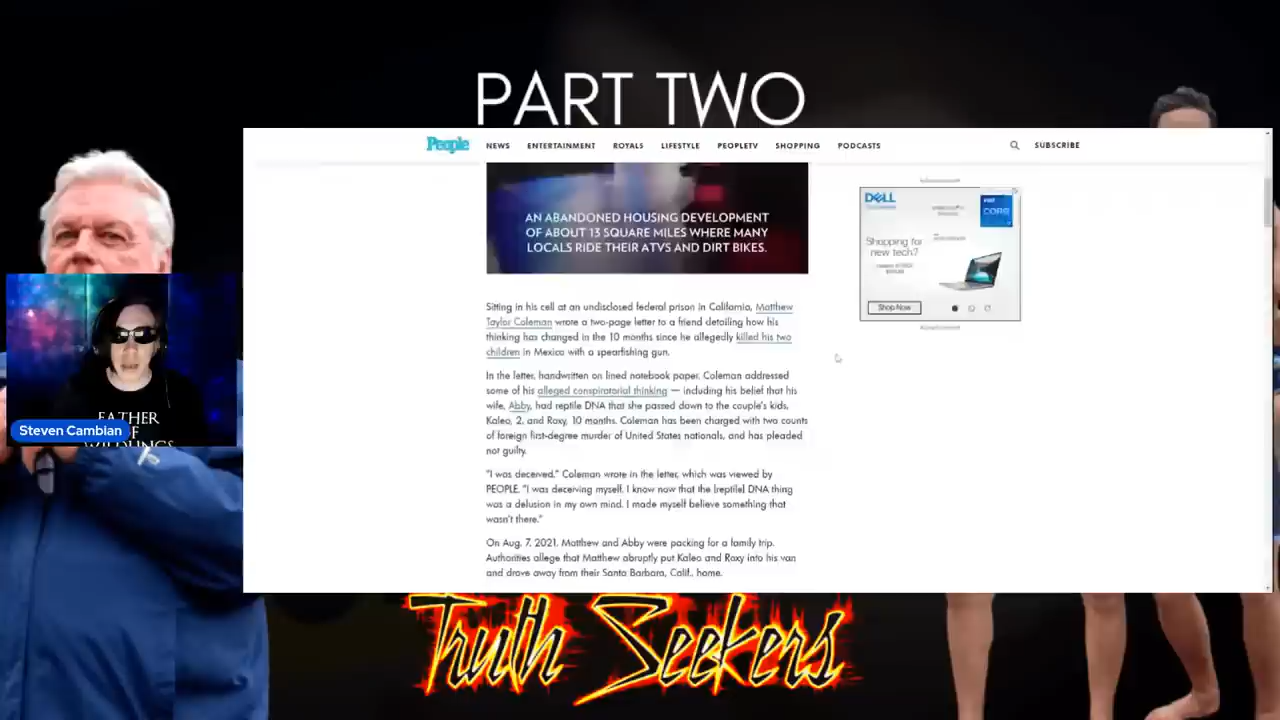 PART TWO
People
NEWS ENTERTAINMENT ROYALS LIFESTYLE PEOPLETV SHOPPING PODCASTS SUBSCRIBE
AN ABANDONED HOUSING DEVELOPMENT
OF ABOUT 13 SQUARE MILES WHERE MANY
LOCALS RIDE THEIR ATVS AND DIRT BIKES.
Sitting in his cell at an undisclosed federal prison in California, Matthew
Taylor Coleman wrote a two-page letter to a friend detailing how his
thinking has changed in the 10 months since he allegedly killed his two
children in Mexico with a spearfishing gun.
In the letter, handwritten on lined notebook paper, Coleman addressed
some of his alleged conspiratorial thinking — including his belief that his
wife, Abby, had reptile DNA that she passed down to the couple's kids,
Kaleo, 2, and Roxy, 10 months. Coleman has been charged with two counts
of foreign first-degree murder of United States nationals, and has pleaded
not guilty.
"I was deceived," Coleman wrote in the letter, which was viewed by
PEOPLE. "I was deceiving myself. I know now that the [reptile] DNA thing
was a delusion in my own mind. I made myself believe something that
wasn't there."
On Aug. 7, 2021, Matthew and Abby were packing for a family trip.
Authorities allege that Matthew abruptly put Kaleo and Roxy into his van
and drove away from their Santa Barbara, Calif., home.
DELL
intel
CORE
Shopping for
new tech?
Shop Now
FATHER
OF
WILDLINGS
Steven Cambian
Truth Seekers